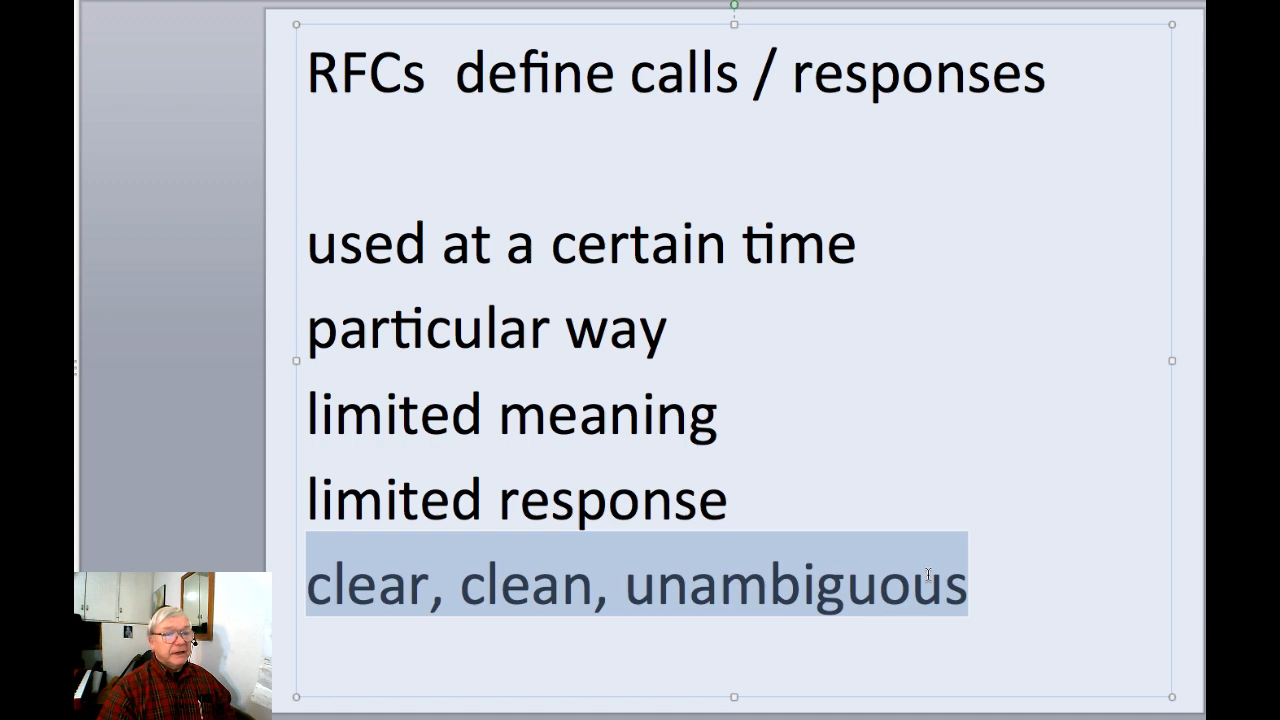 RFCs  define calls / responses
used at a certain time
particular way
limited meaning
limited response
clear, clean, unambiguous